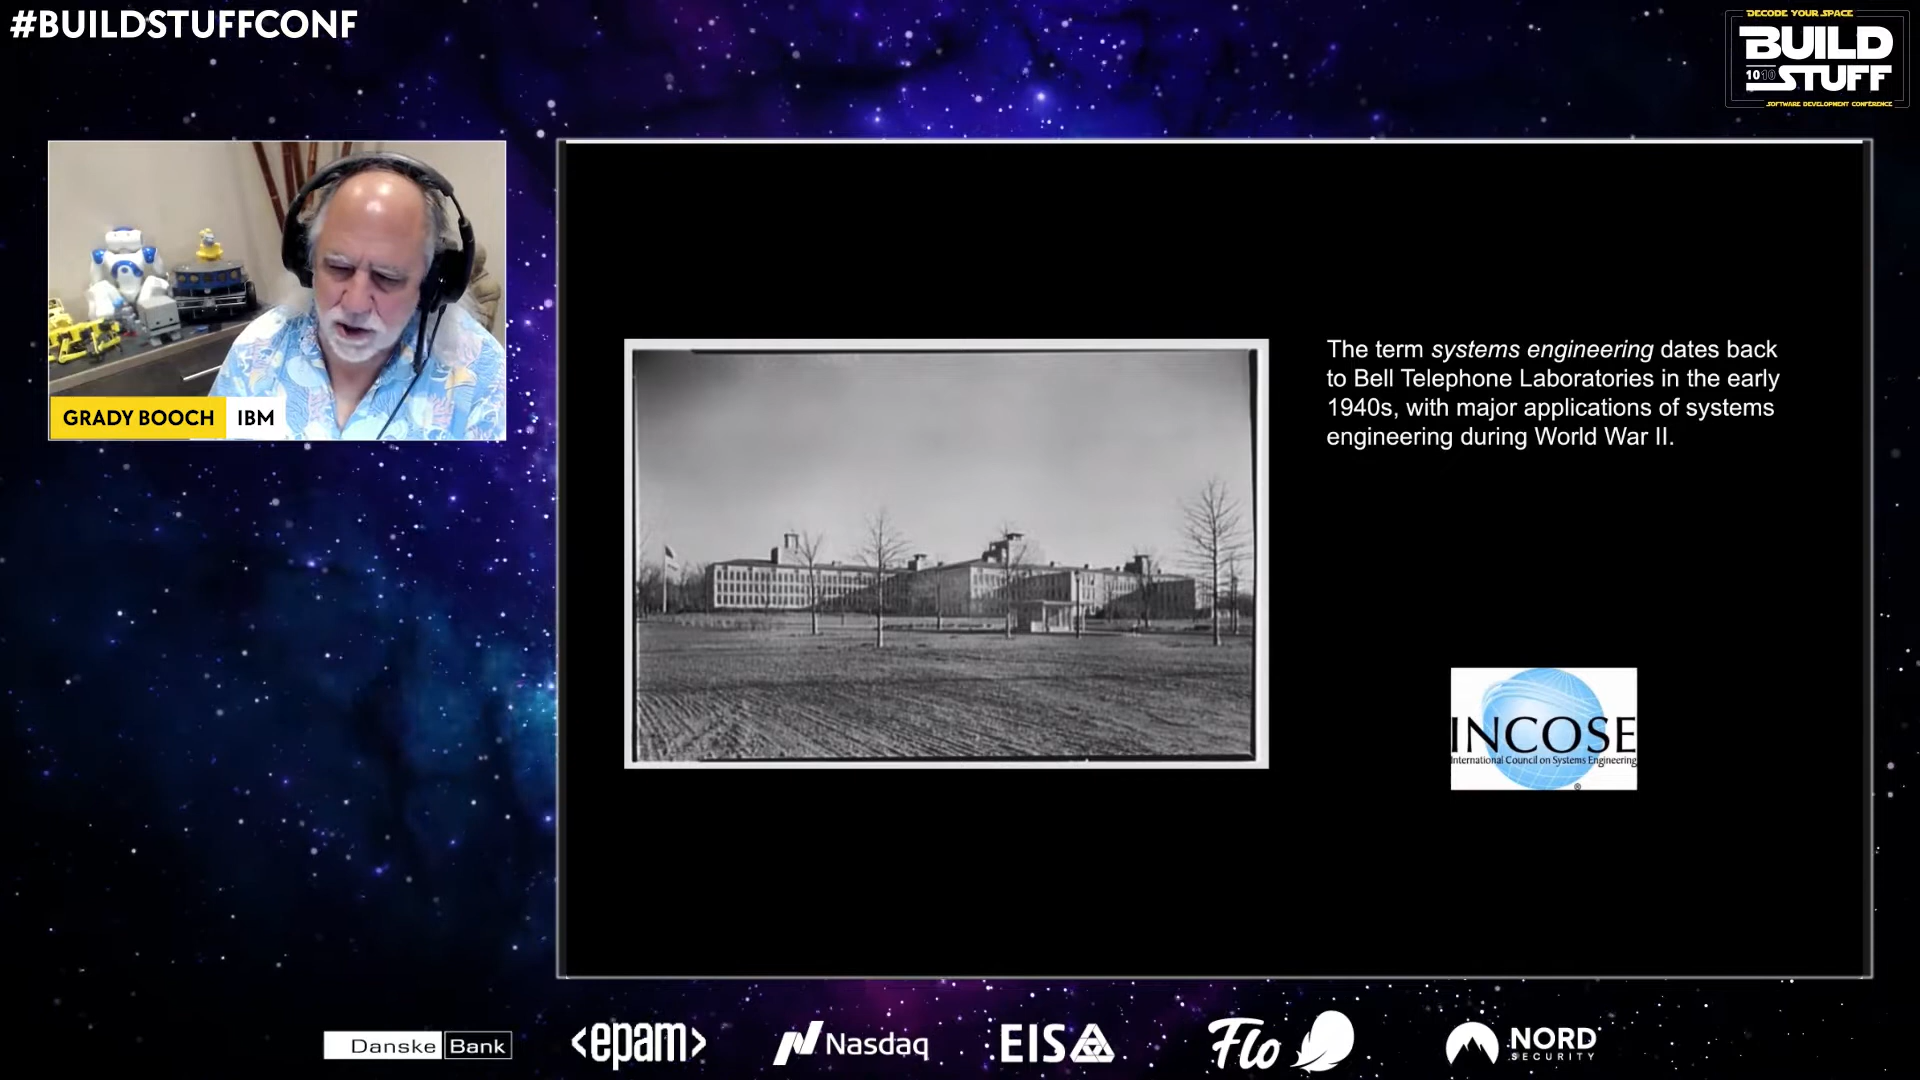 #BUILDSTUFFCONF
DECODE YOUR SPACE
BUILD
1010 STUFF
SOFTWARE DEVELOPMENT CONFERENCE
GRADY BOOCH IBM
The term systems engineering dates back
to Bell Telephone Laboratories in the early
1940s, with major applications of systems
engineering during World War II.
INCOSE
International Council on Systems Engineering
®
Danske Bank
<epam>
Nasdaq
EIS
Flo
NORD
SECURITY